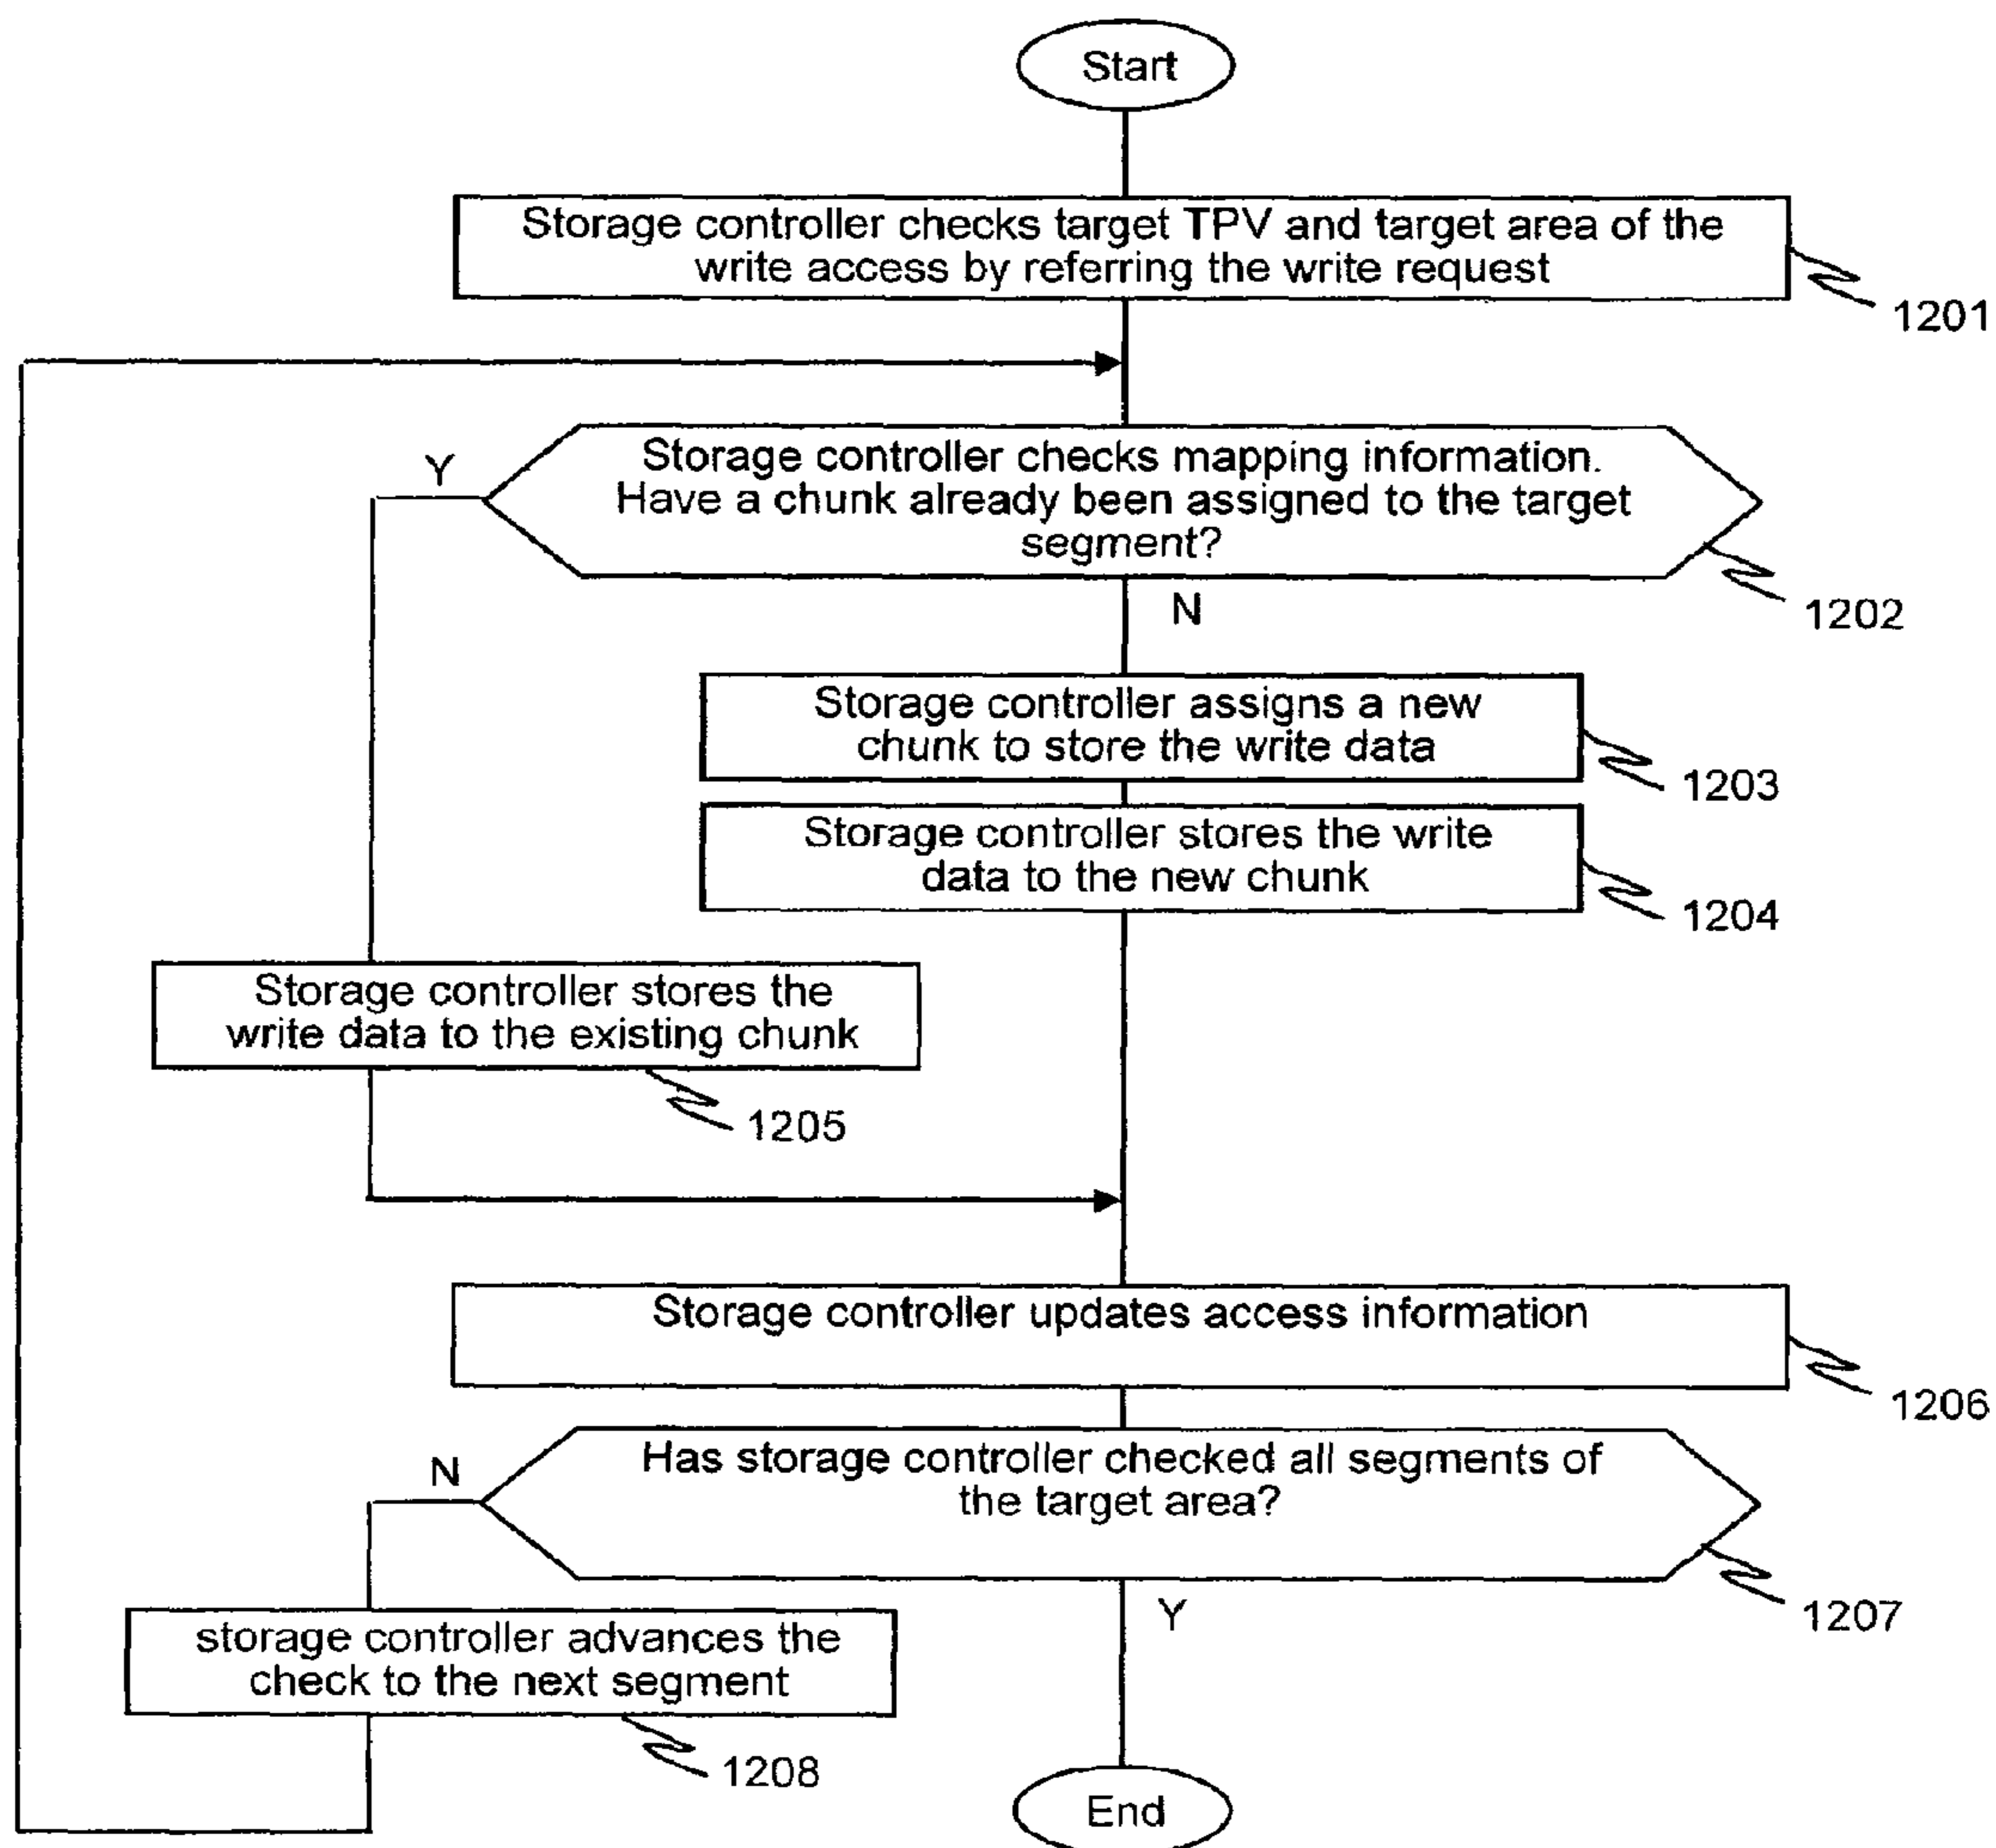 Start
Storage controller checks target TPV and target area of the
write access by referring the write request
1201
Storage controller checks mapping information.
Have a chunk already been assigned to the target
segment?
Y
1202
N
Storage controller assigns a new
chunk to store the write data
1203
Storage controller stores the write
data to the new chunk
1204
Storage controller stores the
write data to the existing chunk
1205
Storage controller updates access information
1206
Has storage controller checked all segments of
the target area?
N
1207
Y
storage controller advances the
check to the next segment
1208
End